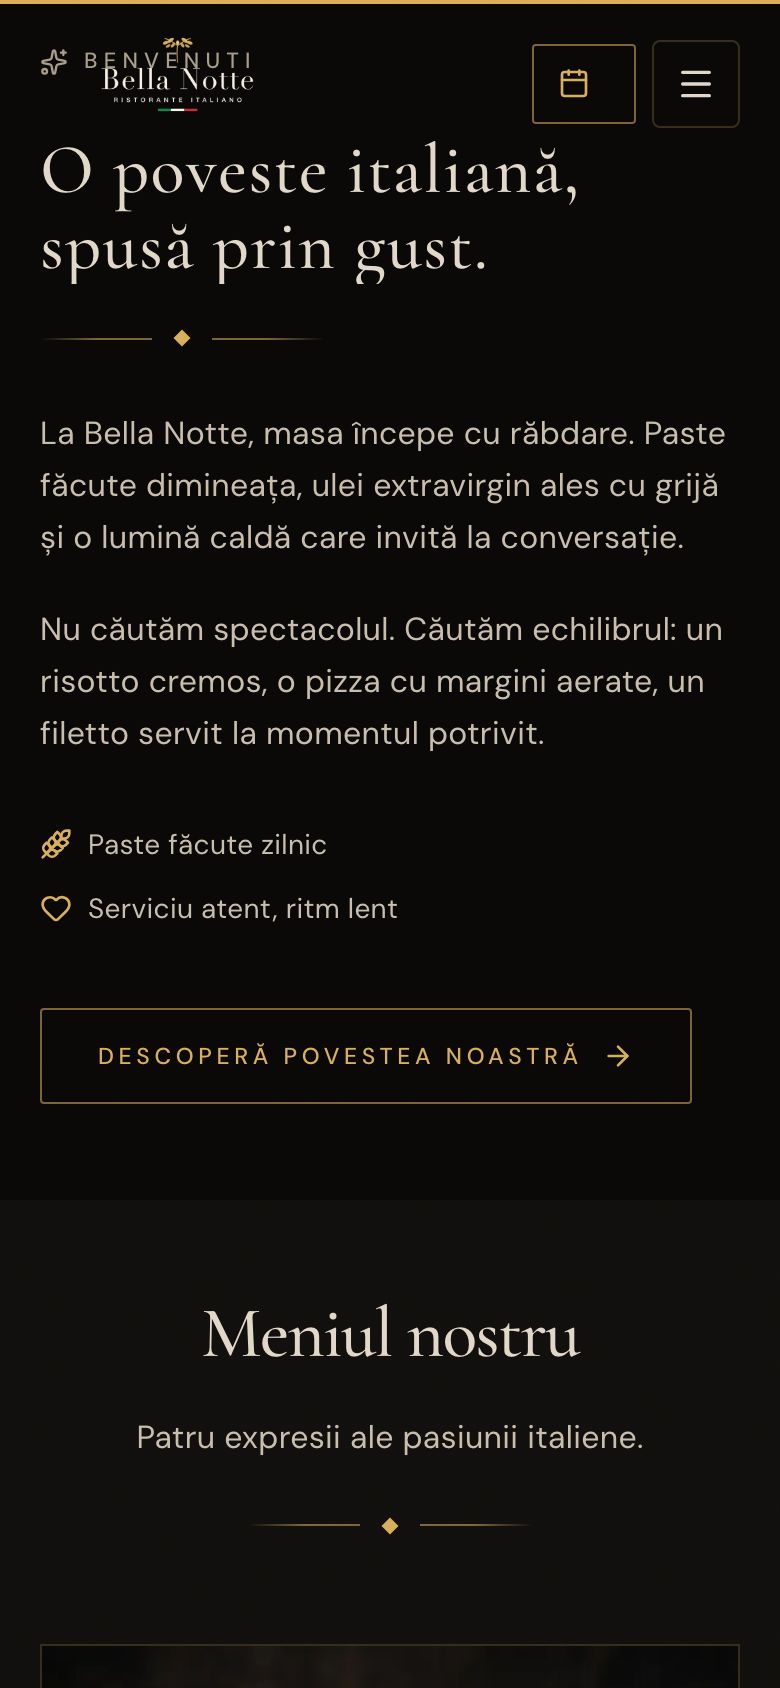 BENVENUTI
Bella Notte
RISTORANTE ITALIANO
O poveste italiană,
spusă prin gust.
La Bella Notte, masa începe cu răbdare. Paste
făcute dimineața, ulei extravirgin ales cu grijă
și o lumină caldă care invită la conversație.
Nu căutăm spectacolul. Căutăm echilibrul: un
risotto cremos, o pizza cu margini aerate, un
filetto servit la momentul potrivit.
Paste făcute zilnic
Serviciu atent, ritm lent
DESCOPERĂ POVESTEA NOASTRĂ
Meniul nostru
Patru expresii ale pasiunii italiene.